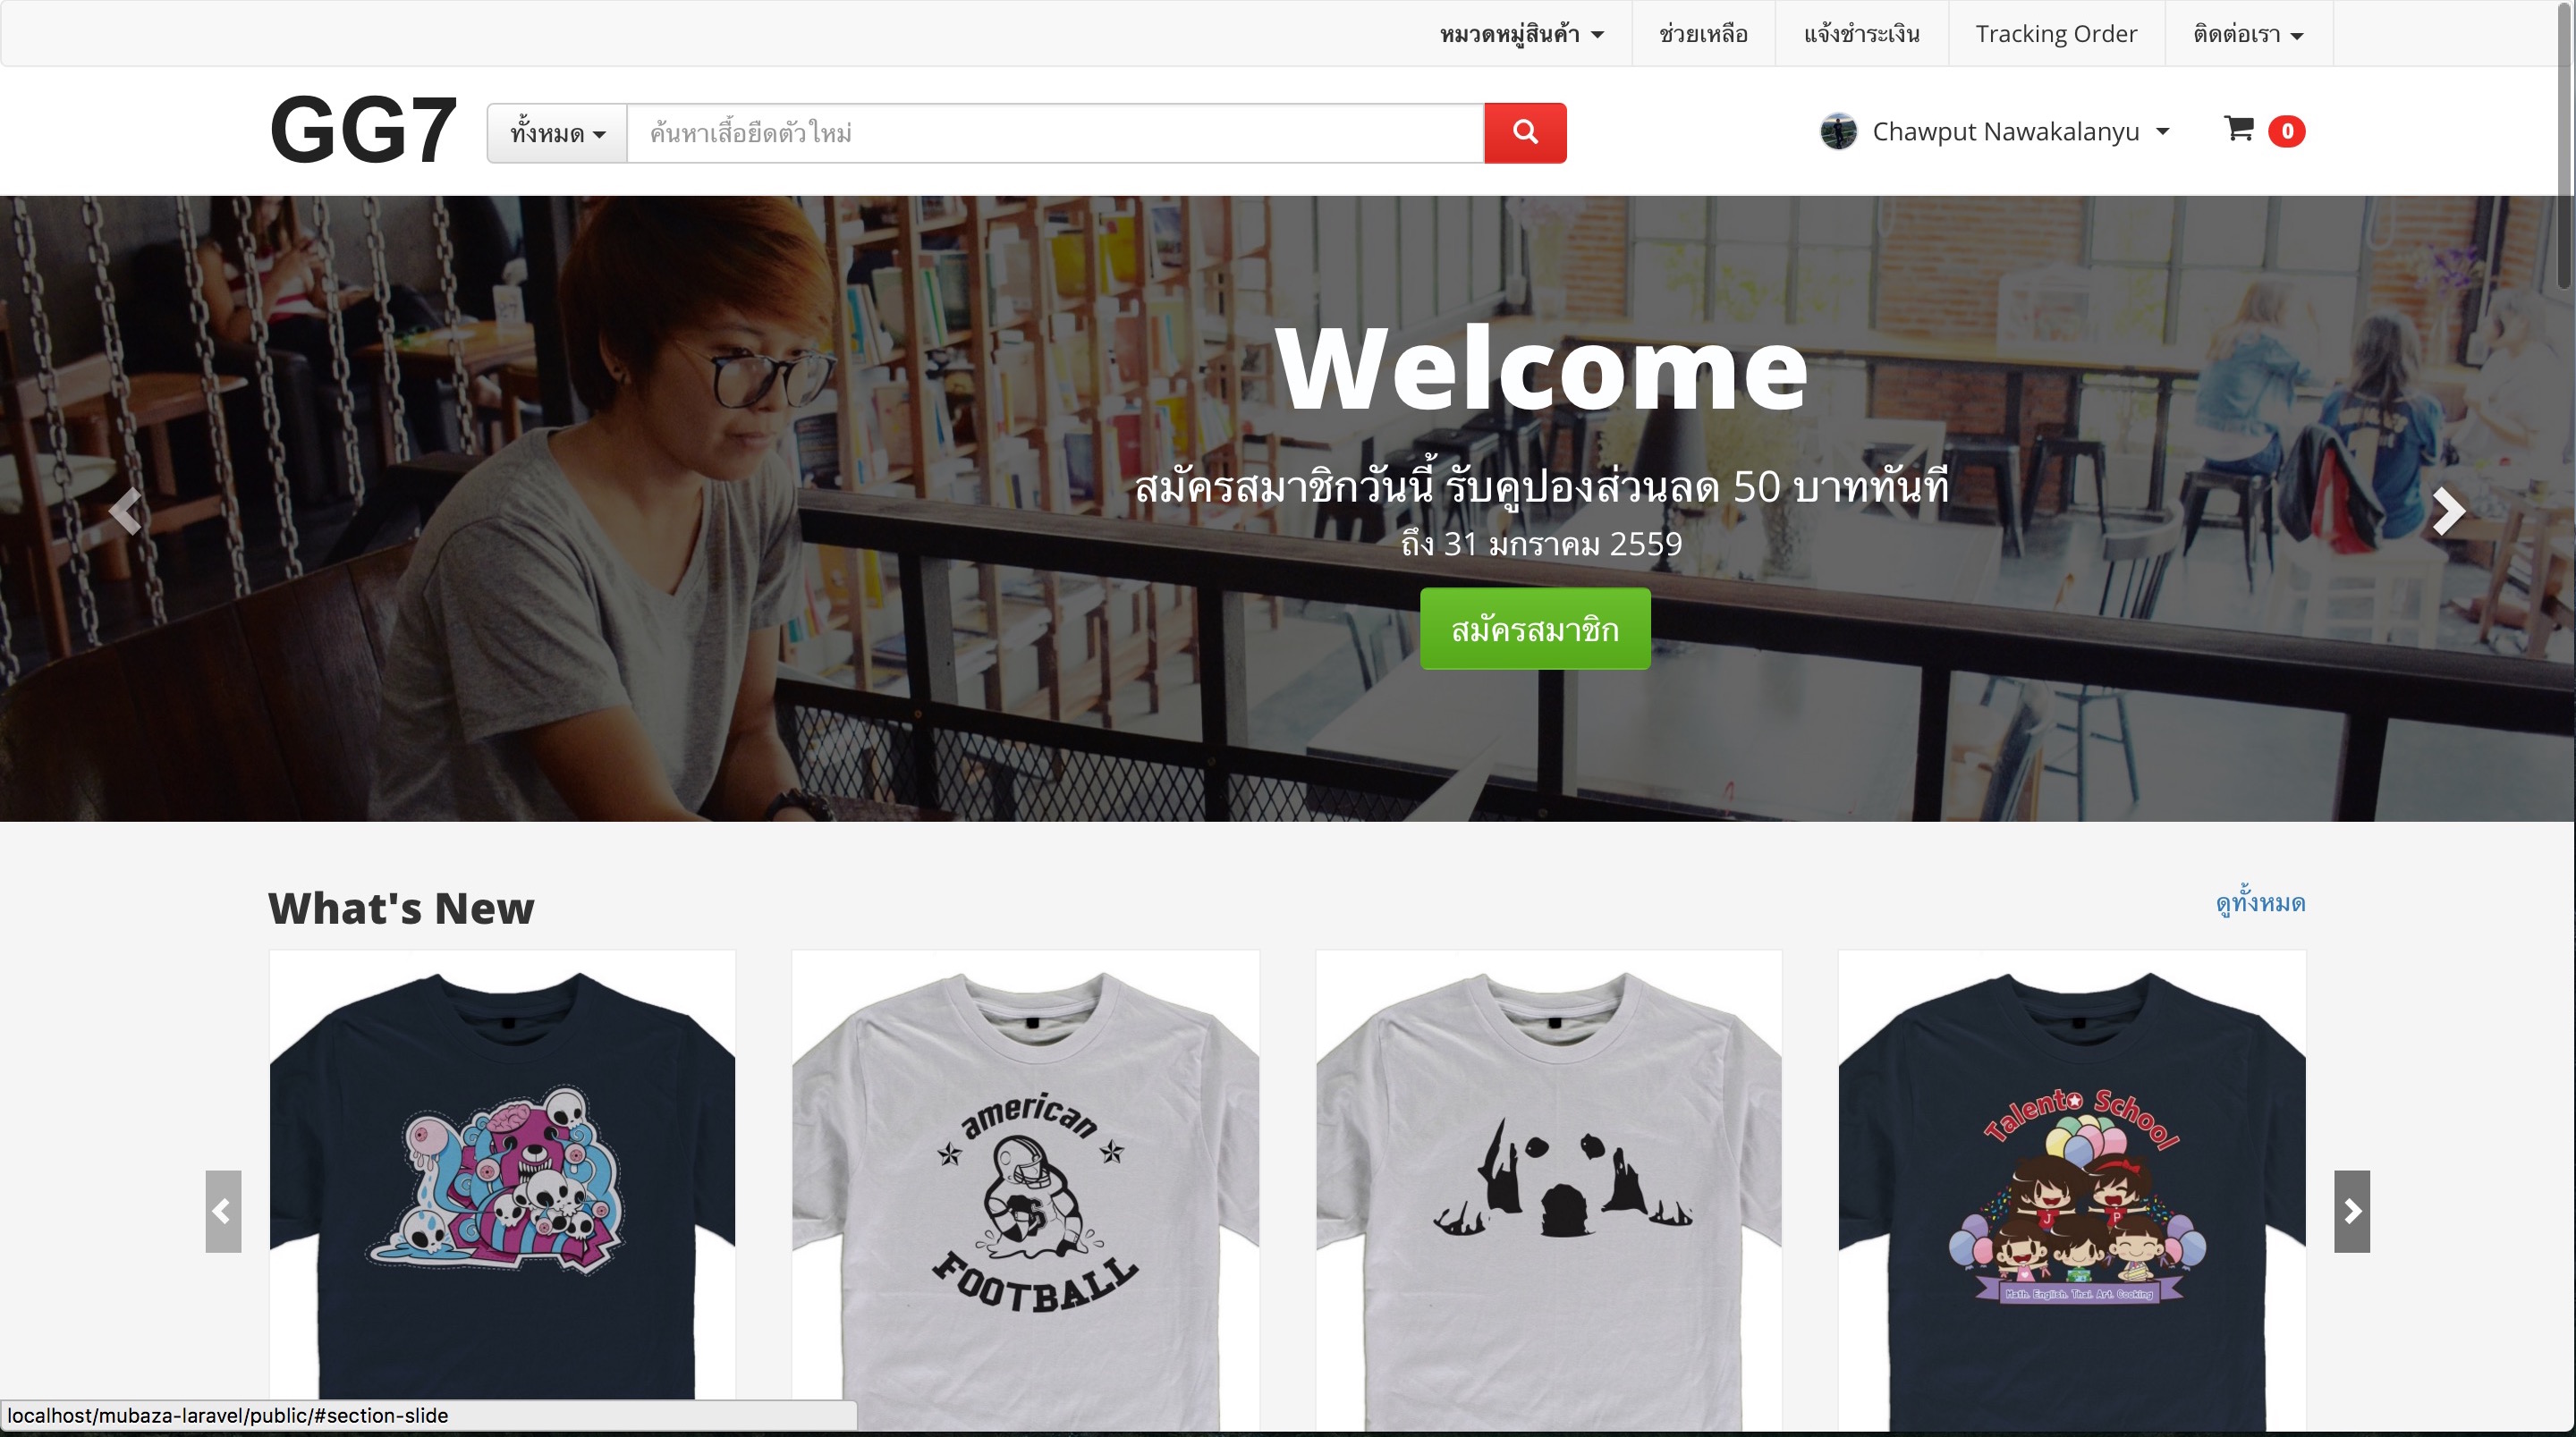 หมวดหมู่สินค้า
ช่วยเหลือ
แจ้งชำระเงิน
Tracking Order
ติดต่อเรา
GG7
ทั้งหมด
ค้นหาเสื้อยืดตัวใหม่
Chawput Nawakalanyu
0
Welcome
สมัครสมาชิกวันนี้ รับคูปองส่วนลด 50 บาททันที
ถึง 31 มกราคม 2559
สมัครสมาชิก
What's New
ดูทั้งหมด
american
FOOTBALL
Talento School
J P
Math. English. Thai. Art. Cooking
localhost/mubaza-laravel/public/#section-slide